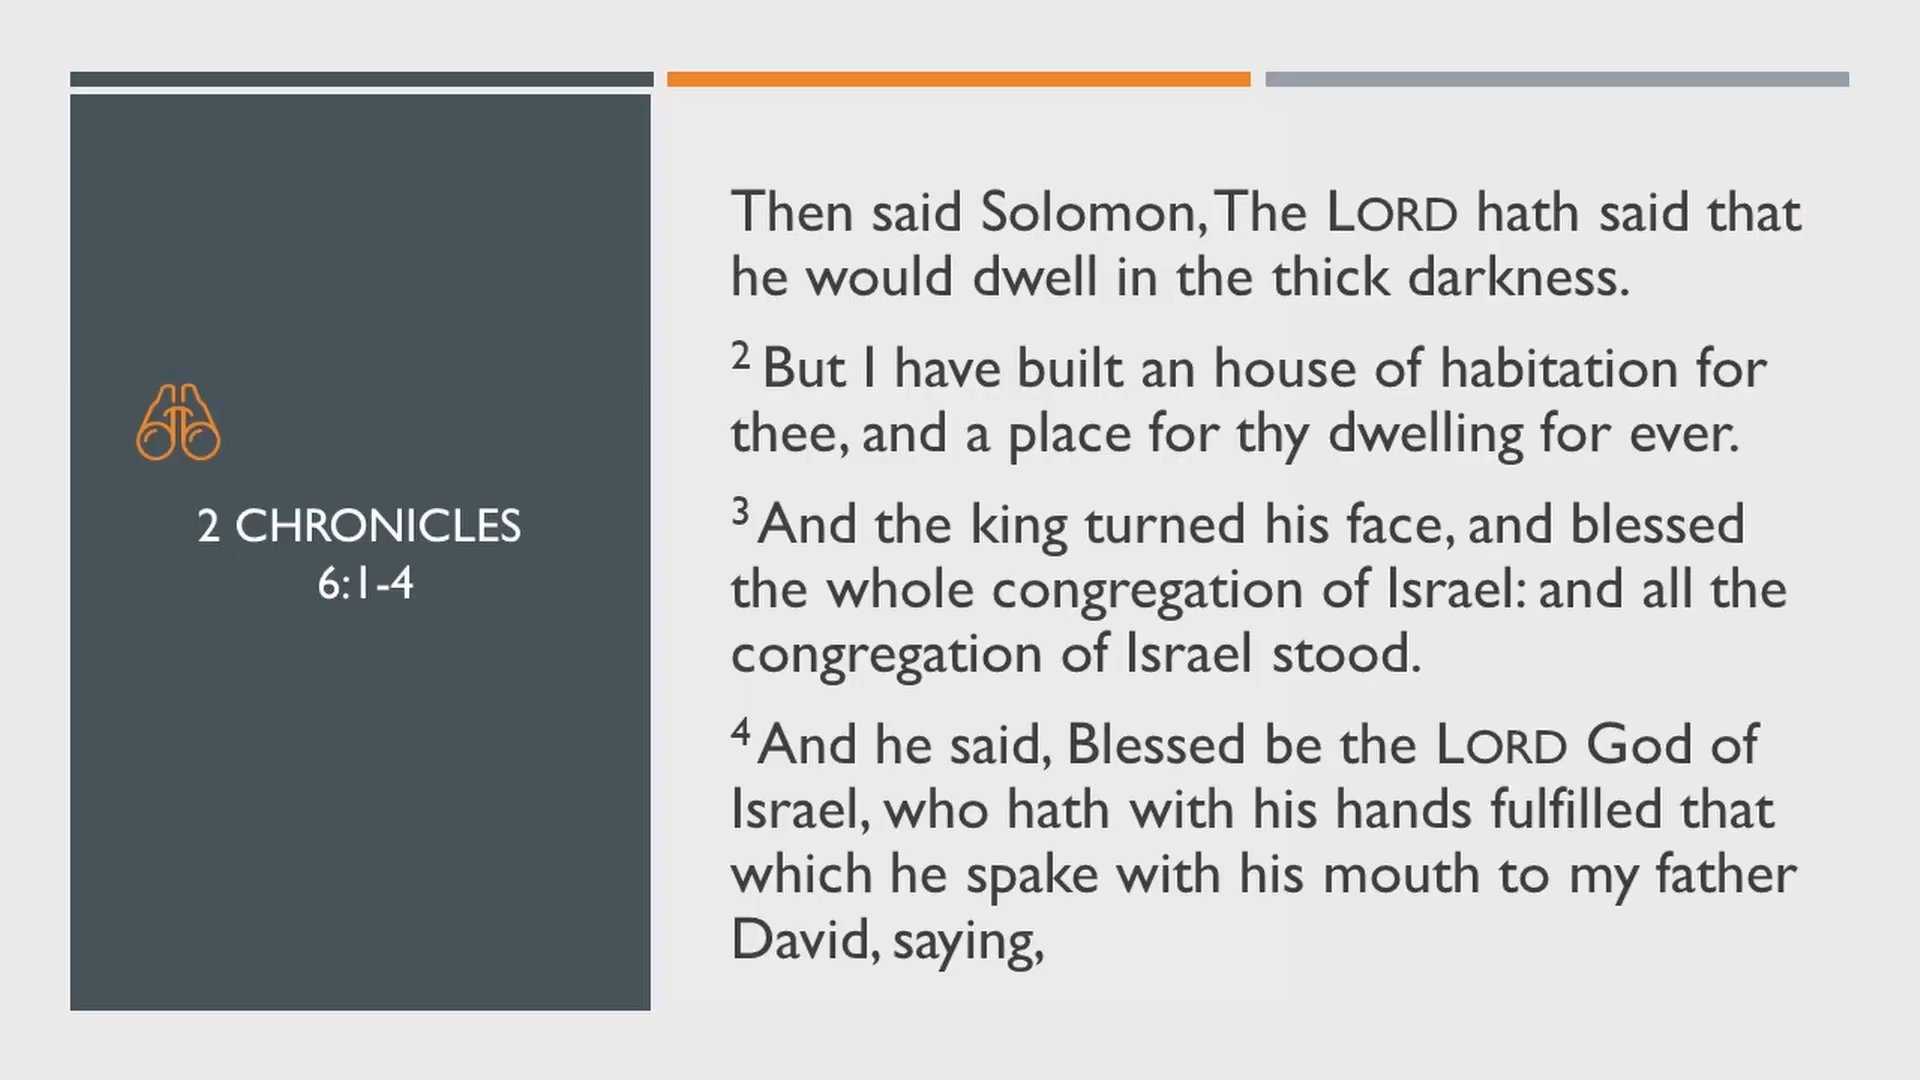 2 CHRONICLES
6:1-4
Then said Solomon, The LORD hath said that
he would dwell in the thick darkness.
2 But I have built an house of habitation for
thee, and a place for thy dwelling for ever.
3 And the king turned his face, and blessed
the whole congregation of Israel: and all the
congregation of Israel stood.
4 And he said, Blessed be the LORD God of
Israel, who hath with his hands fulfilled that
which he spake with his mouth to my father
David, saying,